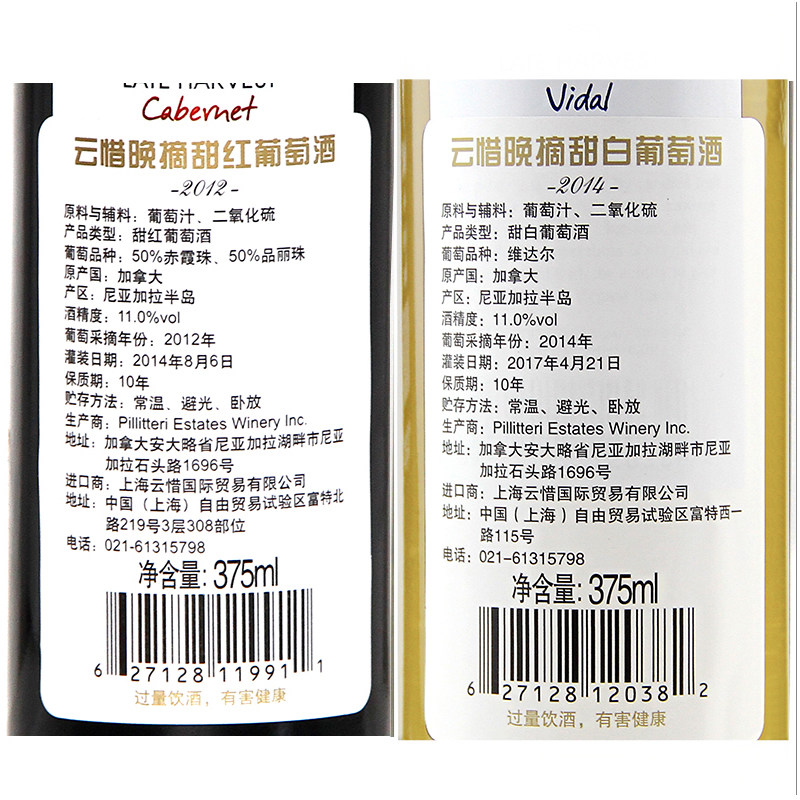 LATE HARVEST
Cabernet
云惜晚摘甜红葡萄酒
-2012-
原料与辅料：葡萄汁、二氧化硫
产品类型：甜红葡萄酒
葡萄品种：50%赤霞珠、50%品丽珠
原产国：加拿大
产区：尼亚加拉半岛
酒精度：11.0%vol
葡萄采摘年份：2012年
灌装日期：2014年8月6日
保质期：10年
贮存方法：常温、避光、卧放
生产商：Pillitteri Estates Winery Inc.
地址：加拿大安大略省尼亚加拉湖畔市尼亚
加拉石头路1696号
进口商：上海云惜国际贸易有限公司
地址：中国（上海）自由贸易试验区富特北
路219号3层308部位
电话：021-61315798
净含量: 375ml
6 27128 11991 1
过量饮酒，有害健康
Vidal
云惜晚摘甜白葡萄酒
-2014-
原料与辅料：葡萄汁、二氧化硫
产品类型：甜白葡萄酒
葡萄品种：维达尔
原产国：加拿大
产区：尼亚加拉半岛
酒精度：11.0%vol
葡萄采摘年份：2014年
灌装日期：2017年4月21日
保质期：10年
贮存方法：常温、避光、卧放
生产商：Pillitteri Estates Winery Inc.
地址：加拿大安大略省尼亚加拉湖畔市尼亚
加拉石头路1696号
进口商：上海云惜国际贸易有限公司
地址：中国（上海）自由贸易试验区富特西一
路115号
电话：021-61315798
净含量: 375ml
6 27128 12038 2
过量饮酒，有害健康